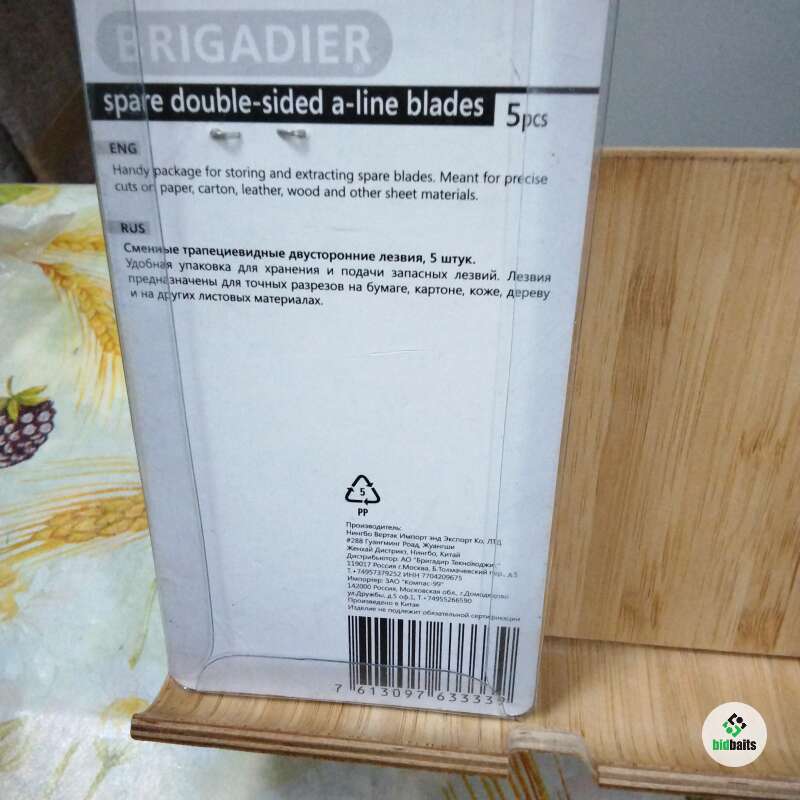 BRIGADIER®
spare double-sided a-line blades 5pcs
ENG
Handy package for storing and extracting spare blades. Meant for precise
cuts on paper, carton, leather, wood and other sheet materials.
RUS
Сменные трапециевидные двусторонние лезвия, 5 штук.
Удобная упаковка для хранения и подачи запасных лезвий. Лезвия
предназначены для точных разрезов на бумаге, картоне, коже, дереву
и на других листовых материалах.
5
PP
Производитель:
Нингбо Вертак Импорт энд Экспорт Ко, ЛТД
#288 Гуангминг Роад, Жуангши
Женхай Дистрикт, Нингбо, Китай
Дистрибьютор: АО "Бригадир Технолоджи"
119017 Россия г.Москва, Б.Толмачевский пер., д.5
Т.+74957379252 ИНН 7704209675
Импортер: ЗАО "Компас-99"
142000 Россия, Московская обл., г.Домодедово
ул.Дружбы, д.5 оф.1, Т.+74955266590
Произведено в Китае
Изделие не подлежит обязательной сертификации
7 613097 633339
bidbaits